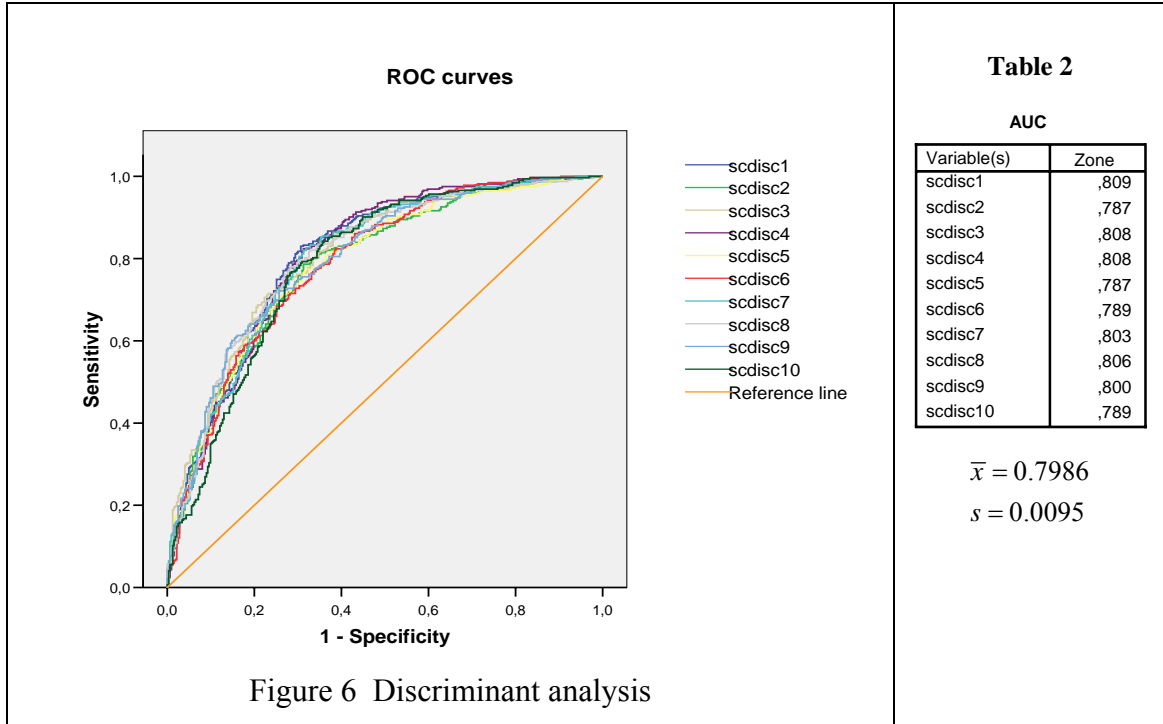 ROC curves
Sensitivity
1,0
0,8
0,6
0,4
0,2
0,0
0,0 0,2 0,4 0,6 0,8 1,0
1 - Specificity
scdisc1
scdisc2
scdisc3
scdisc4
scdisc5
scdisc6
scdisc7
scdisc8
scdisc9
scdisc10
Reference line
Figure 6 Discriminant analysis
Table 2
AUC
Variable(s) Zone
scdisc1 ,809
scdisc2 ,787
scdisc3 ,808
scdisc4 ,808
scdisc5 ,787
scdisc6 ,789
scdisc7 ,803
scdisc8 ,806
scdisc9 ,800
scdisc10 ,789
x̅ = 0.7986
s = 0.0095